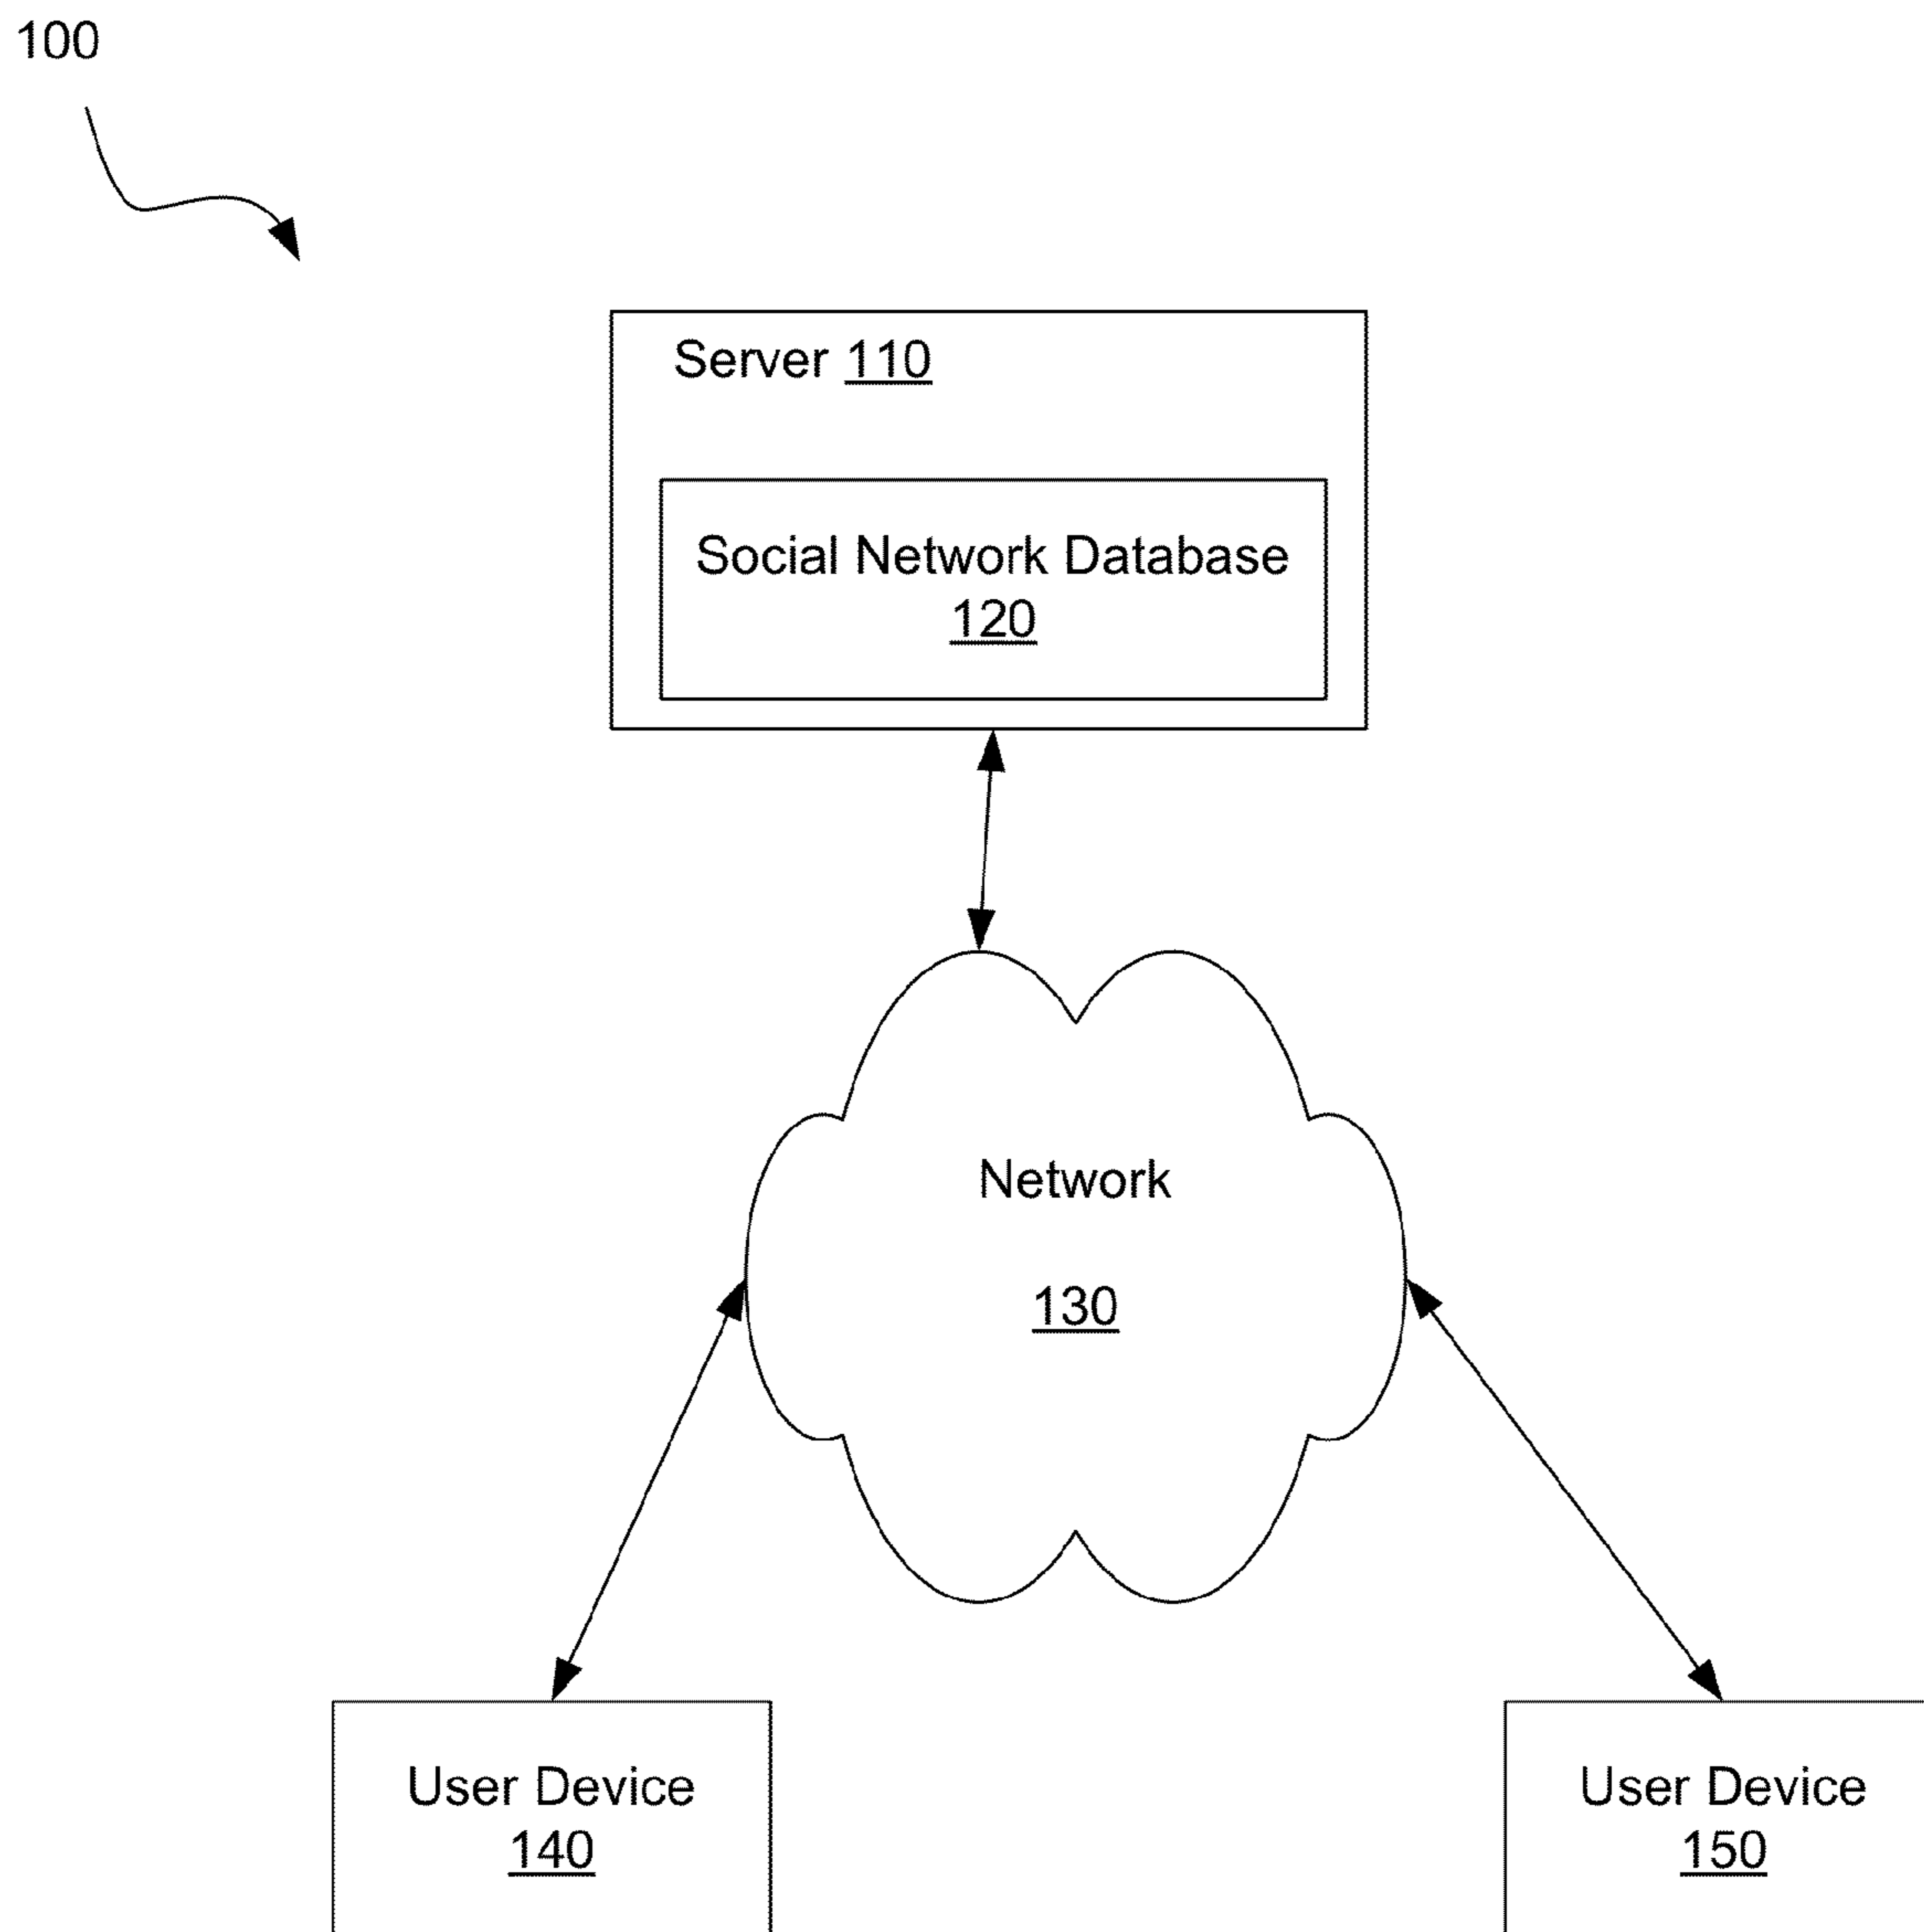 100
Server 110
Social Network Database
120
Network
130
User Device
140
User Device
150